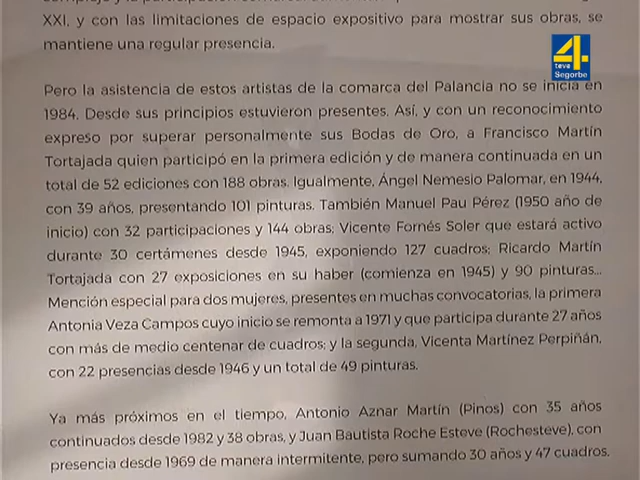 XXI, y con las limitaciones de espacio expositivo para mostrar sus obras, se
mantiene una regular presencia.
4
teve
Segorbe
Pero la asistencia de estos artistas de la comarca del Palancia no se inicia en
1984. Desde sus principios estuvieron presentes. Así, y con un reconocimiento
expreso por superar personalmente sus Bodas de Oro, a Francisco Martín
Tortajada quien participó en la primera edición y de manera continuada en un
total de 52 ediciones con 188 obras. Igualmente, Ángel Nemesio Palomar, en 1944,
con 39 años, presentando 101 pinturas. También Manuel Pau Pérez (1950 año de
inicio) con 32 participaciones y 144 obras; Vicente Fornés Soler que estará activo
durante 30 certámenes desde 1945, exponiendo 127 cuadros; Ricardo Martín
Tortajada con 27 exposiciones en su haber (comienza en 1945) y 90 pinturas...
Mención especial para dos mujeres, presentes en muchas convocatorias, la primera
Antonia Veza Campos cuyo inicio se remonta a 1971 y que participa durante 27 años
con más de medio centenar de cuadros; y la segunda, Vicenta Martínez Perpiñán,
con 22 presencias desde 1946 y un total de 49 pinturas.
Ya más próximos en el tiempo, Antonio Aznar Martín (Pinos) con 35 años
continuados desde 1982 y 38 obras, y Juan Bautista Roche Esteve (Rochesteve), con
presencia desde 1969 de manera intermitente, pero sumando 30 años y 47 cuadros.